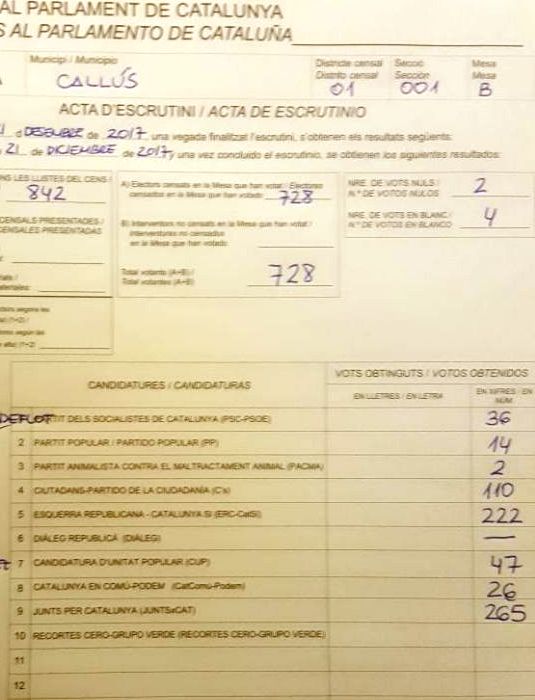 AL PARLAMENT DE CATALUNYA
S AL PARLAMENTO DE CATALUÑA
Municipi / Municipio
CALLÚS
Districte censal
Distrito censal
01
Secció
Sección
001
Mesa
Mesa
B
ACTA D'ESCRUTINI / ACTA DE ESCRUTINIO
d DESEMBRE de 2017 una vegada finalitzat l'escrutini, s'obtenen els resultats següents:
21 de DICIEMBRE de 2017, y una vez concluido el escrutinio, se obtienen los siguientes resultados:
NS LES LLISTES DEL CENS /
842
CENSALS PRESENTADES /
CENSALES PRESENTADAS
A) Electors censats en la Mesa que han votat / Electores
censados en la Mesa que han votado
728
B) Interventors no censats en la Mesa que han votat /
Interventores no censados
en la Mesa que han votado
Total votants (A+B) /
Total votantes (A+B)
728
NRE. DE VOTS NULS /
N.º DE VOTOS NULOS
2
NRE. DE VOTS EN BLANC /
N.º DE VOTOS EN BLANCO
4
CANDIDATURES / CANDIDATURAS
VOTS OBTINGUTS / VOTOS OBTENIDOS
EN LLETRES / EN LETRA
EN XIFRES / EN
NÚM.
TIT DELS SOCIALISTES DE CATALUNYA (PSC-PSOE) 36
2 PARTIT POPULAR / PARTIDO POPULAR (PP) 14
3 PARTIT ANIMALISTA CONTRA EL MALTRACTAMENT ANIMAL (PACMA) 2
4 CIUTADANS-PARTIDO DE LA CIUDADANÍA (C's) 110
5 ESQUERRA REPUBLICANA - CATALUNYA SÍ (ERC-CatSí) 222
6 DIÀLEG REPUBLICÀ (DIÀLEG) —
7 CANDIDATURA D'UNITAT POPULAR (CUP) 47
8 CATALUNYA EN COMÚ-PODEM (CatComú-Podem) 26
9 JUNTS PER CATALUNYA (JUNTSxCAT) 265
10 RECORTES CERO-GRUPO VERDE (RECORTES CERO-GRUPO VERDE)
11
12